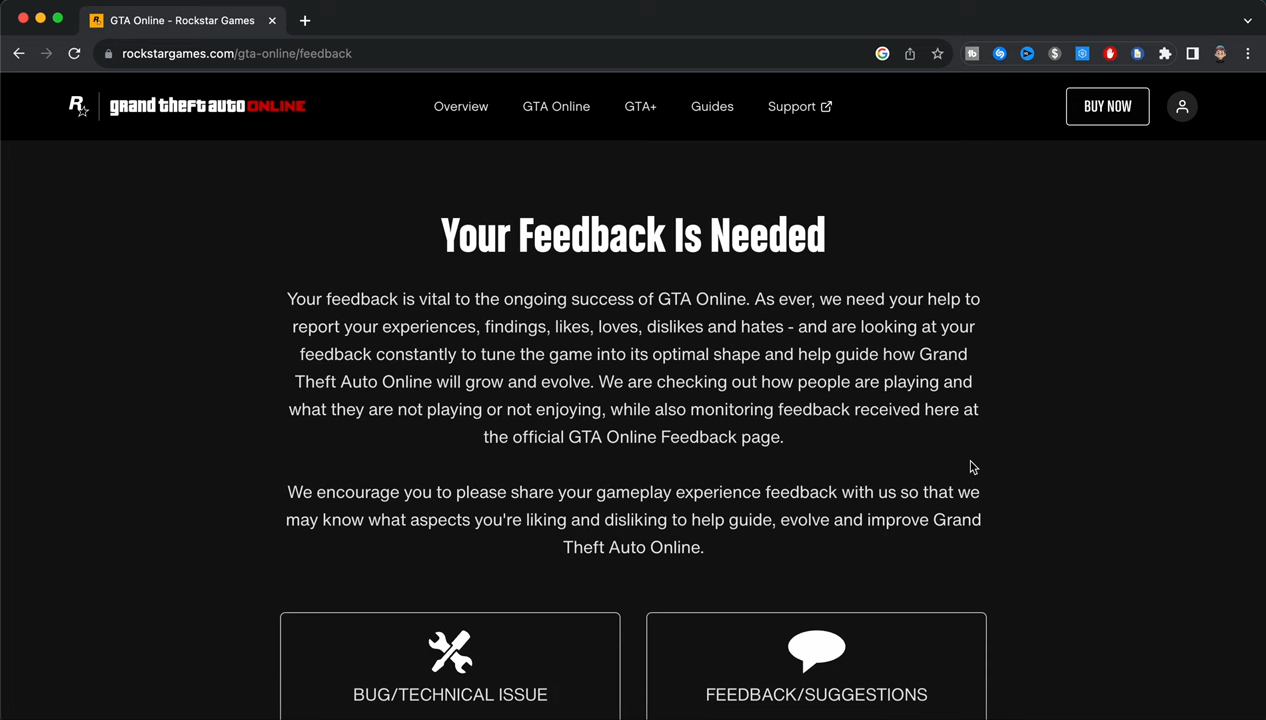 GTA Online - Rockstar Games
rockstargames.com/gta-online/feedback
R
grand theft auto ONLINE
Overview
GTA Online
GTA+
Guides
Support
BUY NOW
Your Feedback Is Needed
Your feedback is vital to the ongoing success of GTA Online. As ever, we need your help to
report your experiences, findings, likes, loves, dislikes and hates - and are looking at your
feedback constantly to tune the game into its optimal shape and help guide how Grand
Theft Auto Online will grow and evolve. We are checking out how people are playing and
what they are not playing or not enjoying, while also monitoring feedback received here at
the official GTA Online Feedback page.
We encourage you to please share your gameplay experience feedback with us so that we
may know what aspects you're liking and disliking to help guide, evolve and improve Grand
Theft Auto Online.
BUG/TECHNICAL ISSUE
FEEDBACK/SUGGESTIONS